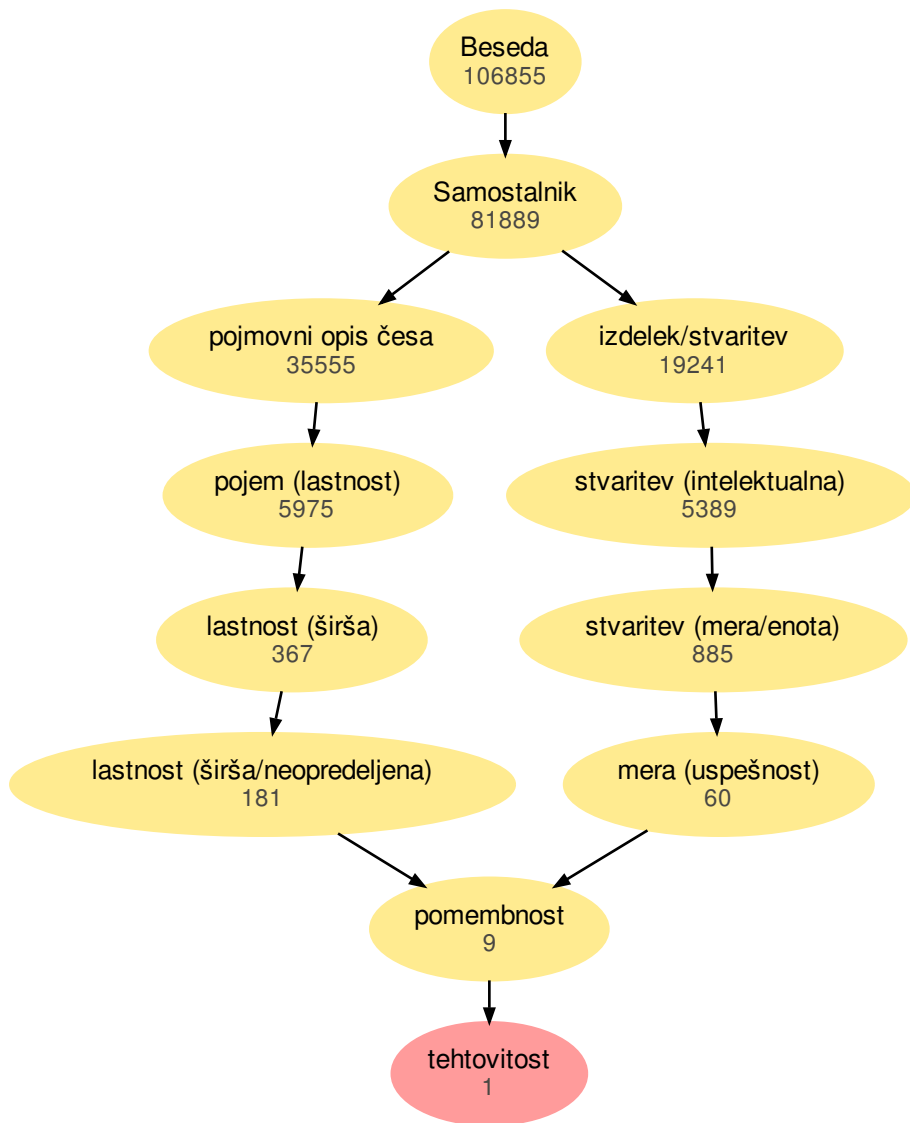 Beseda
106855
Samostalnik
81889
pojmovni opis česa
35555
izdelek/stvaritev
19241
pojem (lastnost)
5975
stvaritev (intelektualna)
5389
lastnost (širša)
367
stvaritev (mera/enota)
885
lastnost (širša/neopredeljena)
181
mera (uspešnost)
60
pomembnost
9
tehtovitost
1